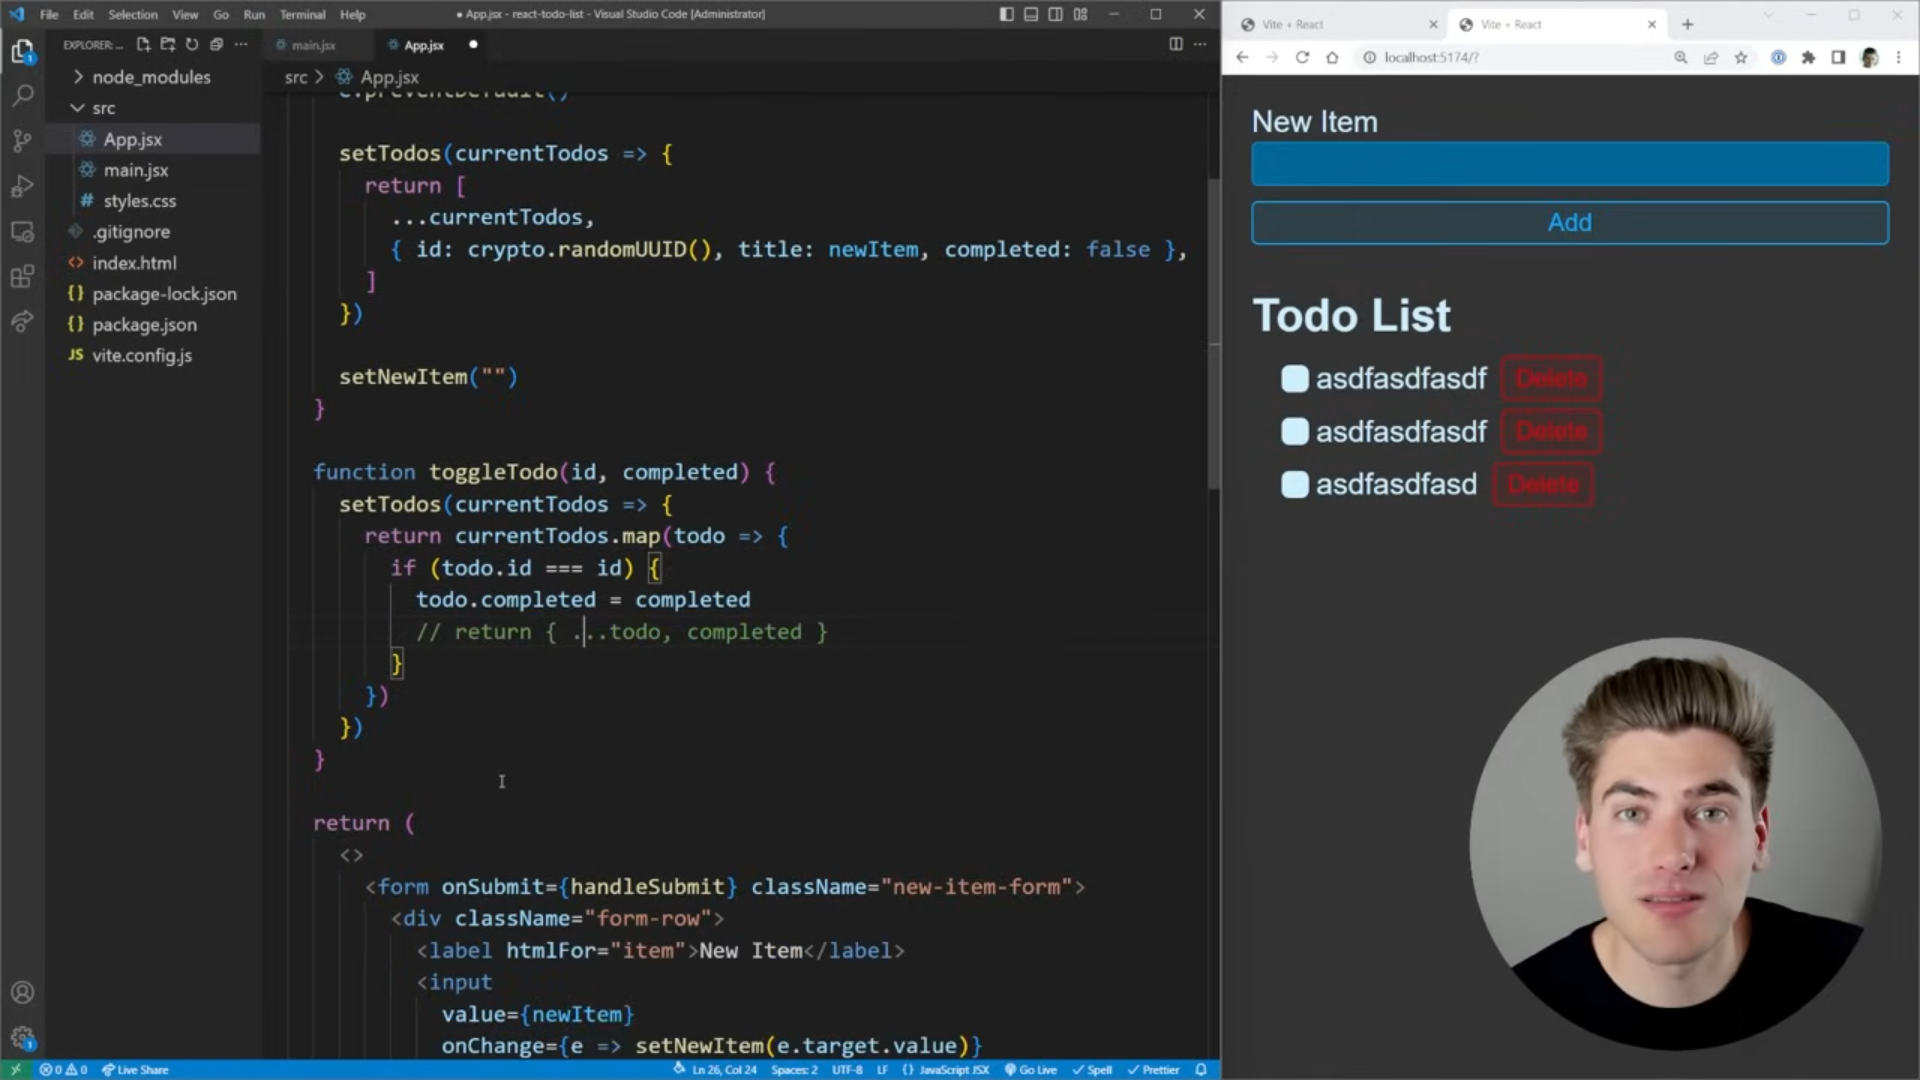 File Edit Selection View Go Run Terminal Help
● App.jsx - react-todo-list - Visual Studio Code [Administrator]
EXPLORER: ...
node_modules
src
App.jsx
main.jsx
styles.css
.gitignore
index.html
package-lock.json
package.json
vite.config.js
main.jsx
App.jsx
src > App.jsx
e.preventDefault()
setTodos(currentTodos => {
return [
...currentTodos,
{ id: crypto.randomUUID(), title: newItem, completed: false },
]
})
setNewItem("")
}
function toggleTodo(id, completed) {
setTodos(currentTodos => {
return currentTodos.map(todo => {
if (todo.id === id) {
todo.completed = completed
// return { ...todo, completed }
}
})
})
}
return (
<>
<form onSubmit={handleSubmit} className="new-item-form">
<div className="form-row">
<label htmlFor="item">New Item</label>
<input
value={newItem}
onChange={e => setNewItem(e.target.value)}
0 0 Live Share
Ln 26, Col 24 Spaces: 2 UTF-8 LF {} JavaScript JSX Go Live Spell Prettier
Vite + React
Vite + React
localhost:5174/?
New Item
Add
Todo List
asdfasdfasdf Delete
asdfasdfasdf Delete
asdfasdfasd Delete